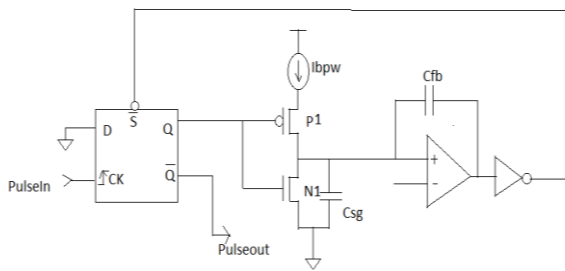 Ibpw
Cfb
S
D
Q
P1
+
-
PulseIn
CK
Q
N1
Csg
Pulseout